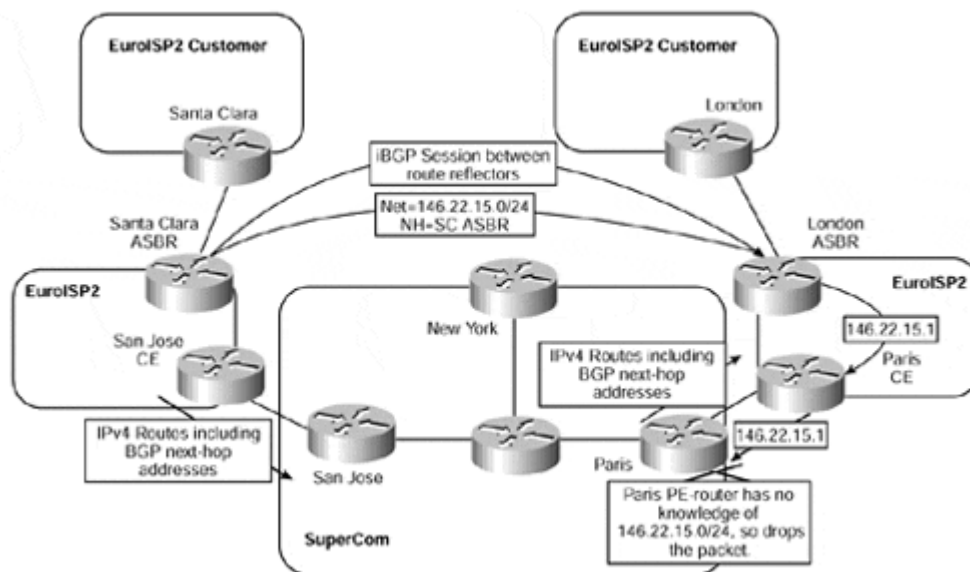 EuroISP2 Customer
EuroISP2 Customer
Santa Clara
London
iBGP Session between
route reflectors
Net=146.22.15.0/24
NH=SC ASBR
Santa Clara
ASBR
London
ASBR
EuroISP2
EuroISP2
New York
146.22.15.1
San Jose
CE
IPv4 Routes including
BGP next-hop
addresses
Paris
CE
IPv4 Routes including
BGP next-hop
addresses
146.22.15.1
San Jose
Paris
Paris PE-router has no
knowledge of
146.22.15.0/24, so drops
the packet.
SuperCom